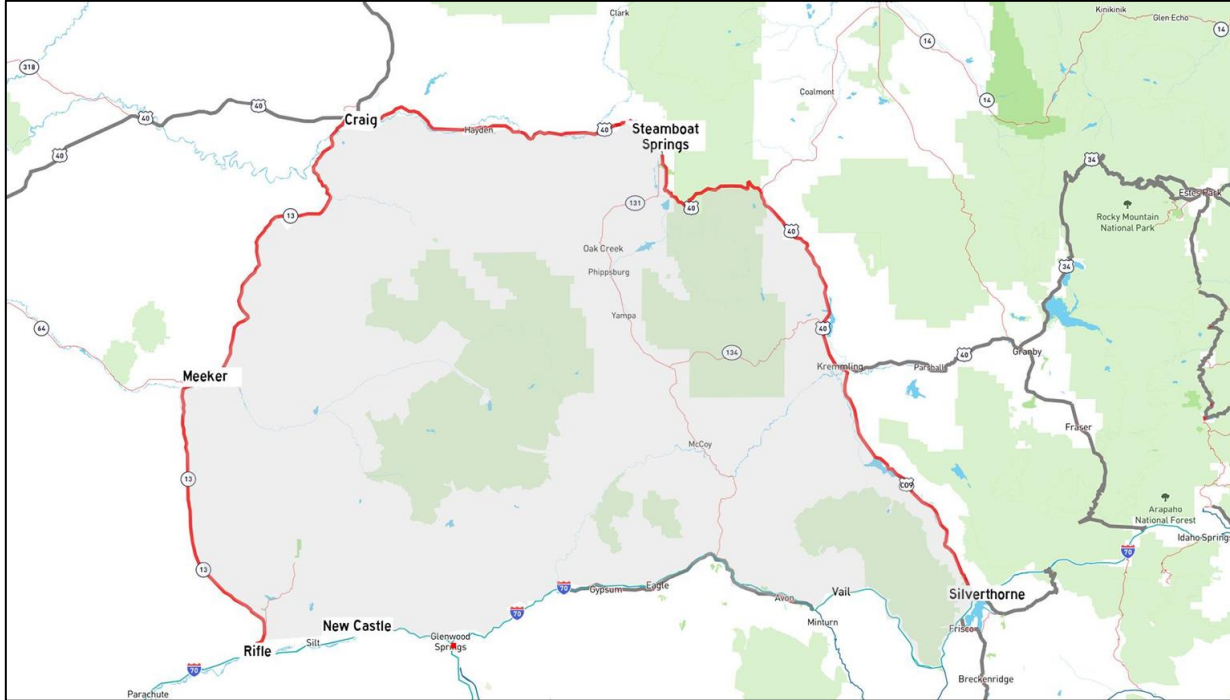 Clark
Kinikinik
Glen Echo
14
14
318
14
Coalmont
40
40
40
Craig
Hayden
40
Steamboat
Springs
34
Estes Park
131
40
13
40
Rocky Mountain
National Park
Oak Creek
Phippsburg
34
Yampa
64
40
134
40
Granby
Kremmling
Parshall
Meeker
Fraser
McCoy
13
CO9
Arapaho
National Forest
Idaho Springs
70
13
70
Gypsum
Eagle
Avon
Vail
Silverthorne
70
Minturn
New Castle
Glenwood
Springs
Frisco
Silt
Rifle
70
Breckenridge
Parachute